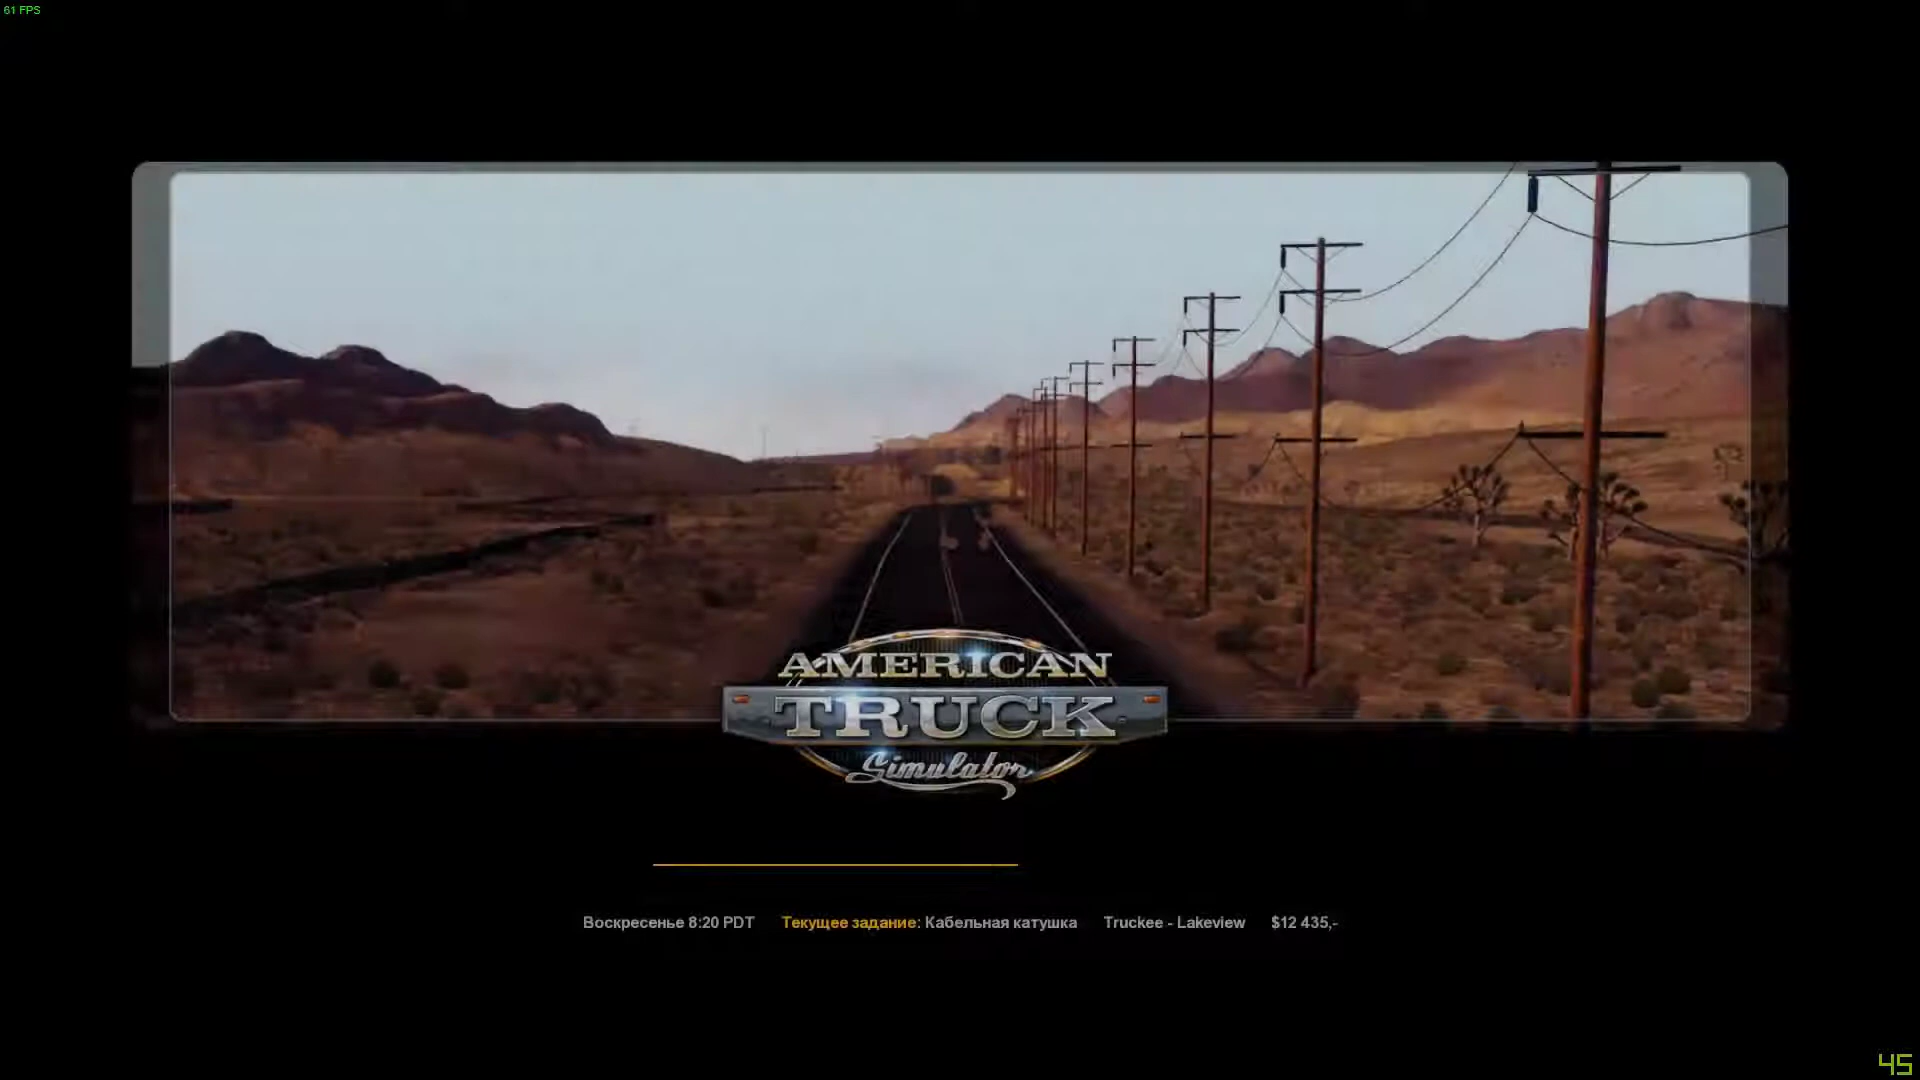 61 FPS
AMERICAN
TRUCK
Simulator
Воскресенье 8:20 PDT Текущее задание: Кабельная катушка Truckee - Lakeview $12 435,-
45